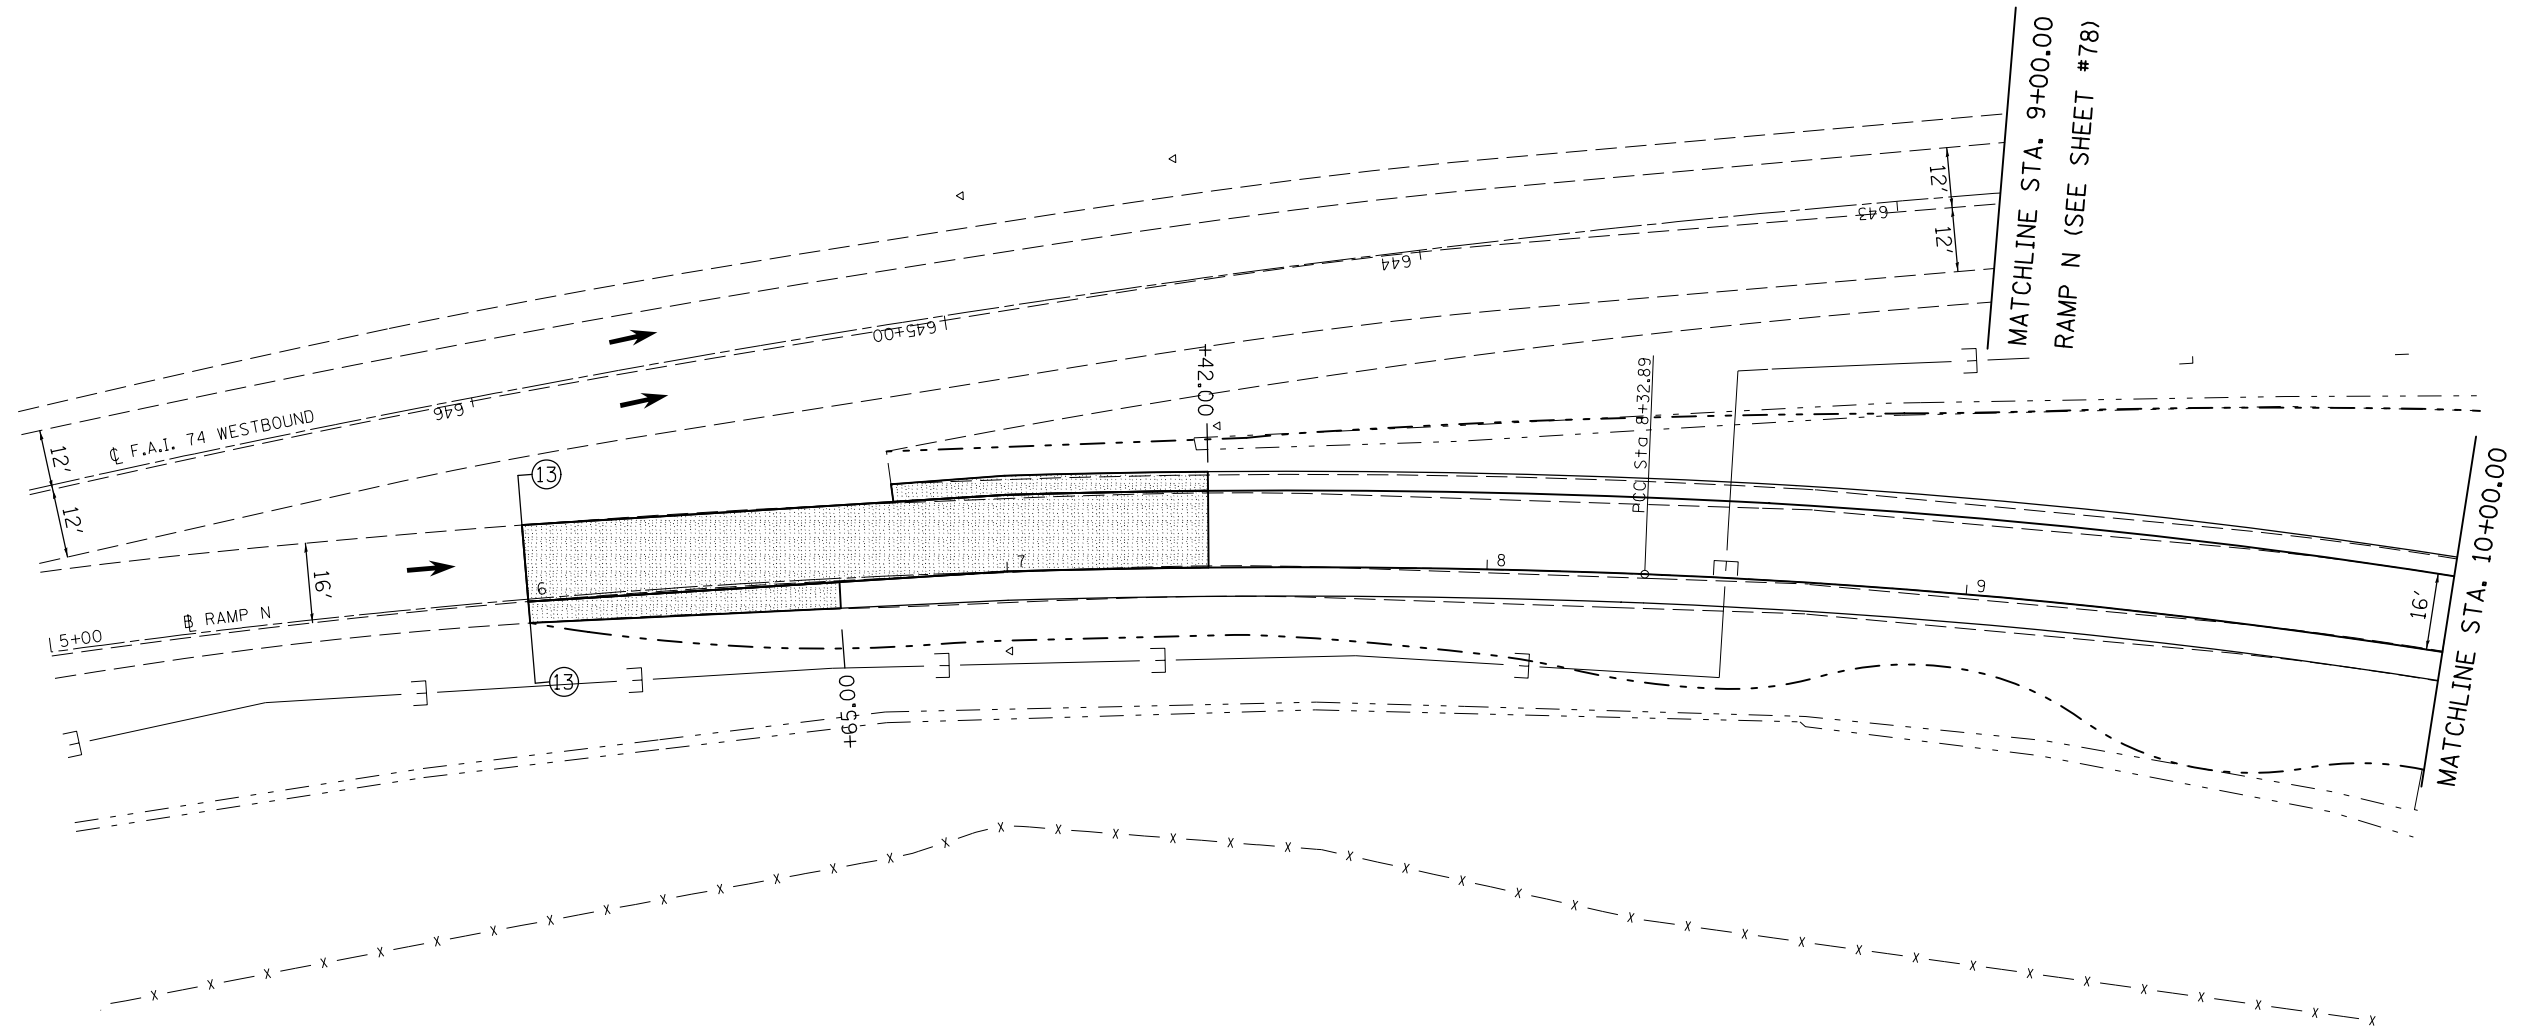 MATCHLINE STA. 9+00.00
RAMP N (SEE SHEET #78)
12'
12'
643
644
645+00
646
℄ F.A.I. 74 WESTBOUND
12'
12'
+42.00
PCC Sta 8+32.89
13
16'
6
7
8
9
5+00
℄ RAMP N
13
+65.00
16'
MATCHLINE STA. 10+00.00
E
E
E
E
E
E
E
E
X X X X X X X X X X X X X X X X X X X X X X X X X X X X X X X X X X X X X X X X